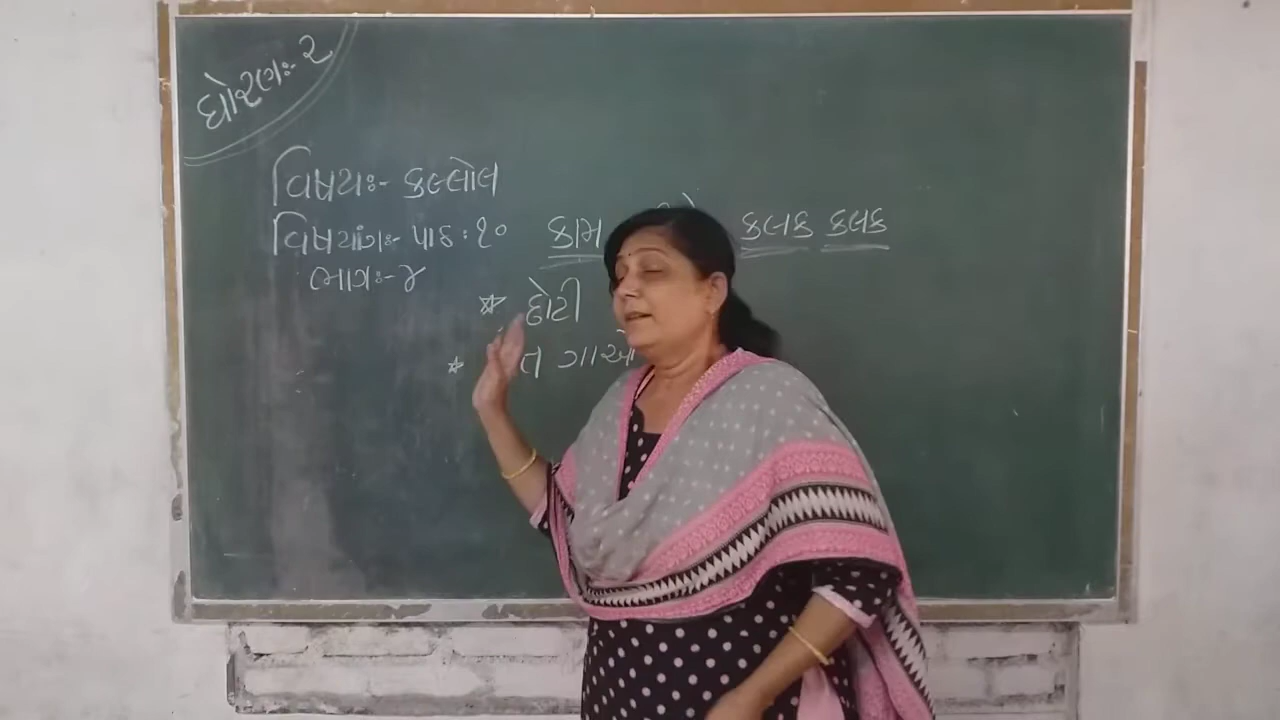 ધોરણઃ- ૨
વિષયઃ- કલ્લોલ
વિષયાંગઃ- પાઠ : ૧૦ કામ કલક કલક
ભાગઃ- ૪
હોટી
ગાઓ